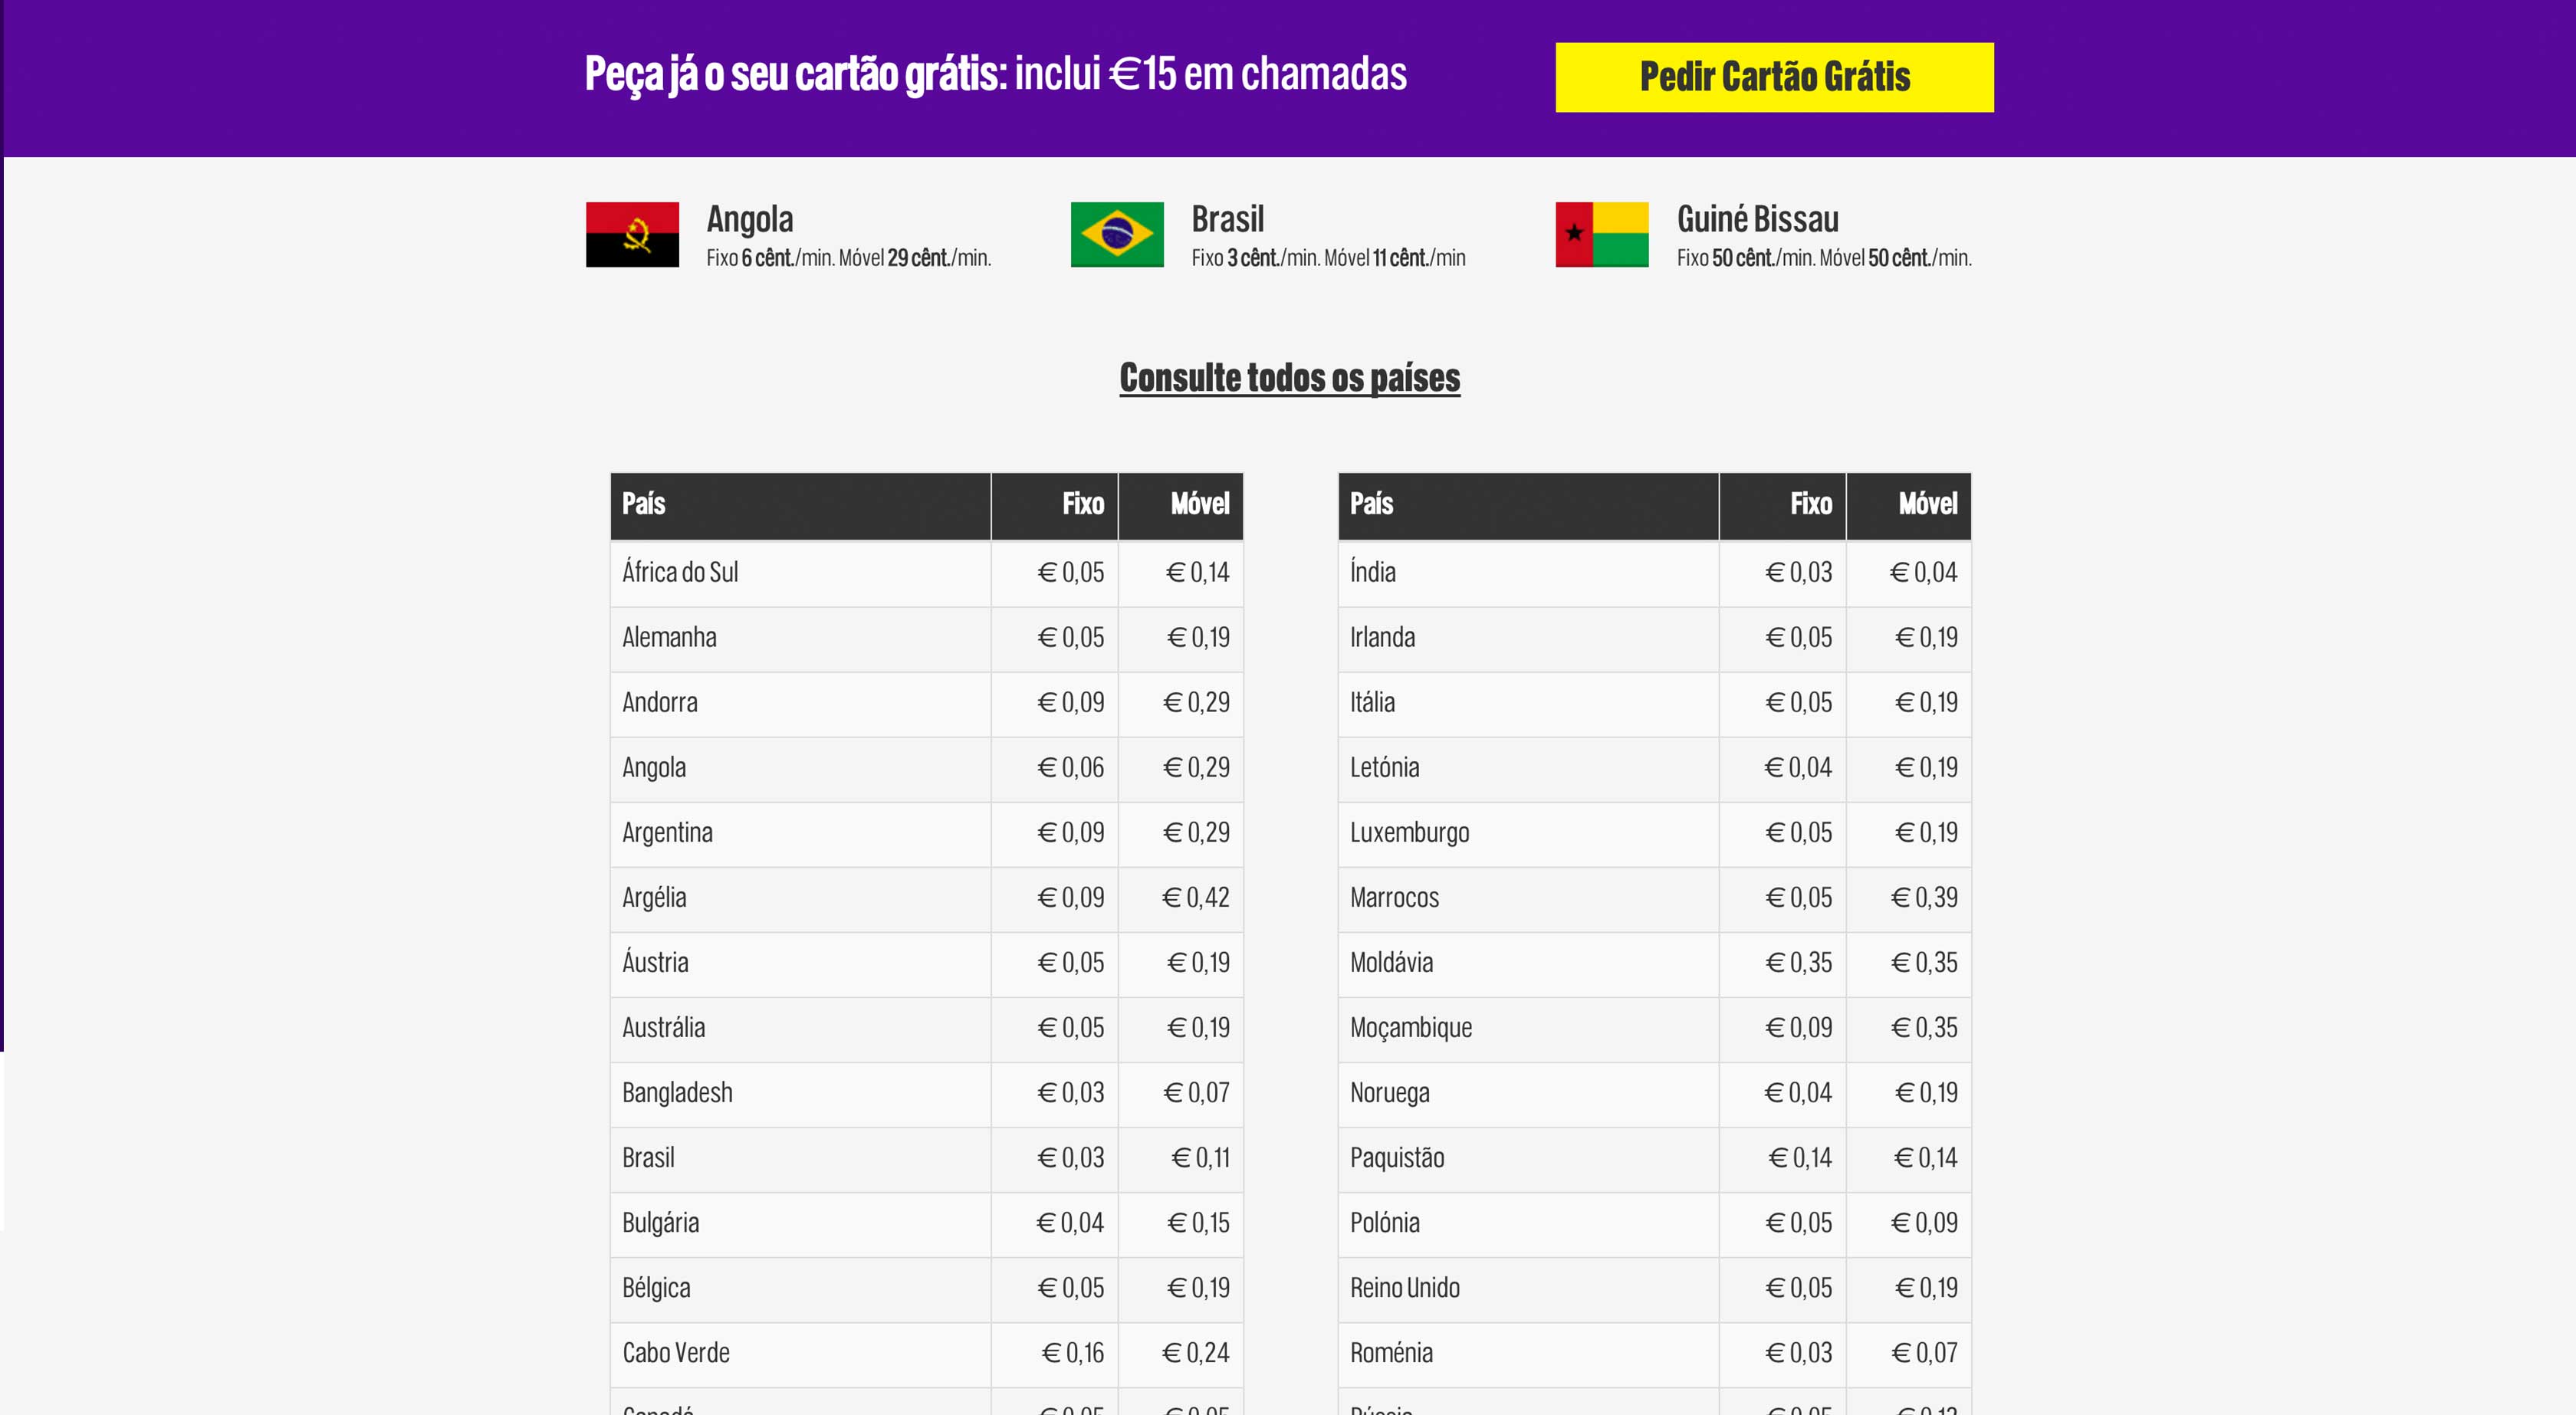 Peça já o seu cartão grátis: inclui €15 em chamadas
Pedir Cartão Grátis
Angola
Fixo 6 cênt./min. Móvel 29 cênt./min.
Brasil
Fixo 3 cênt./min. Móvel 11 cênt./min
Guiné Bissau
Fixo 50 cênt./min. Móvel 50 cênt./min.
Consulte todos os países
País Fixo Móvel
África do Sul € 0,05 € 0,14
Alemanha € 0,05 € 0,19
Andorra € 0,09 € 0,29
Angola € 0,06 € 0,29
Argentina € 0,09 € 0,29
Argélia € 0,09 € 0,42
Áustria € 0,05 € 0,19
Austrália € 0,05 € 0,19
Bangladesh € 0,03 € 0,07
Brasil € 0,03 € 0,11
Bulgária € 0,04 € 0,15
Bélgica € 0,05 € 0,19
Cabo Verde € 0,16 € 0,24
País Fixo Móvel
Índia € 0,03 € 0,04
Irlanda € 0,05 € 0,19
Itália € 0,05 € 0,19
Letónia € 0,04 € 0,19
Luxemburgo € 0,05 € 0,19
Marrocos € 0,05 € 0,39
Moldávia € 0,35 € 0,35
Moçambique € 0,09 € 0,35
Noruega € 0,04 € 0,19
Paquistão € 0,14 € 0,14
Polónia € 0,05 € 0,09
Reino Unido € 0,05 € 0,19
Roménia € 0,03 € 0,07